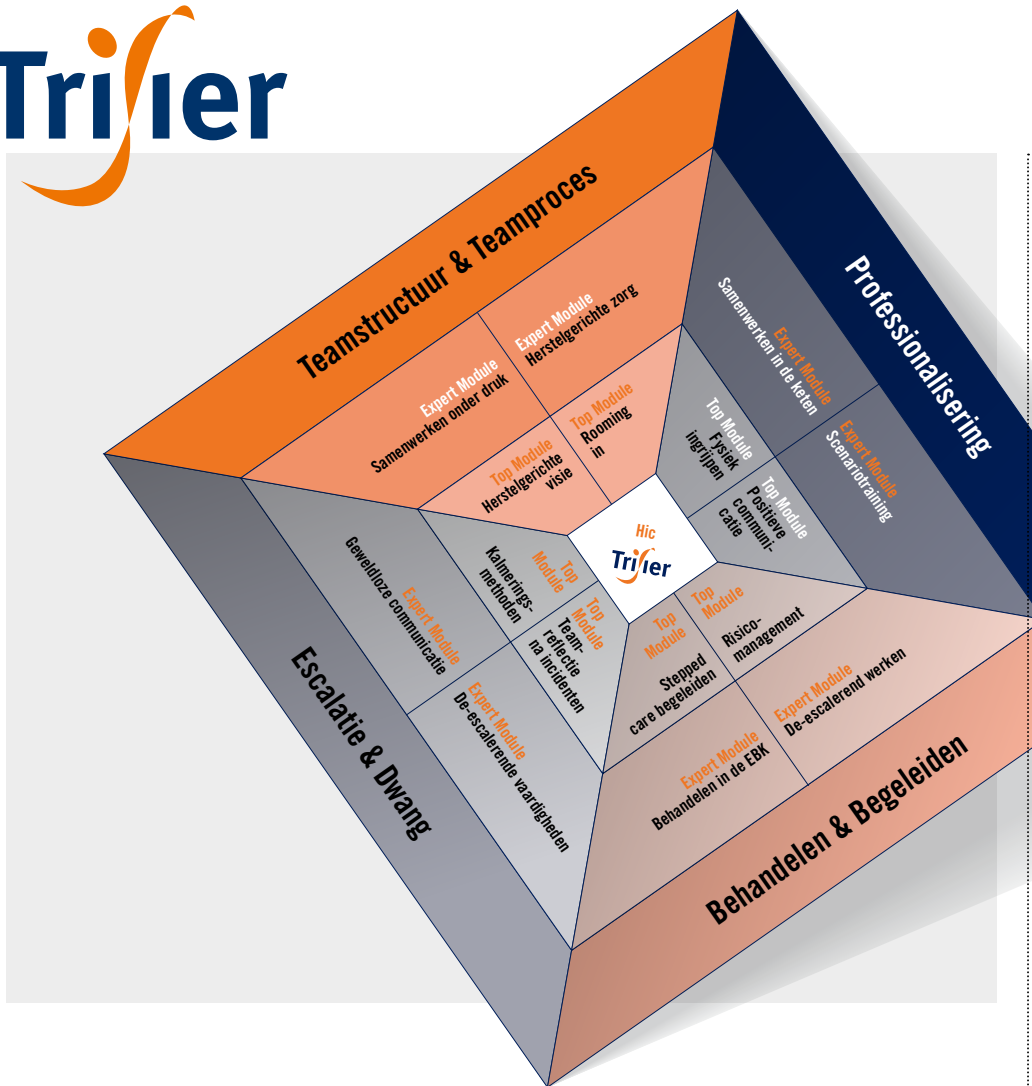 Trifier
Teamstructuur & Teamproces
Expert Module
Samenwerken onder druk
Expert Module
Herstelgerichte zorg
Top Module
Herstelgerichte
visie
Top Module
Rooming
in
Professionalisering
Expert Module
Samenwerken in de keten
Expert Module
Scenariotraining
Top Module
Fysiek
ingrijpen
Top Module
Positieve
communi-
catie
Hic
Trifier
Escalatie & Dwang
Expert Module
Geweldloze communicatie
Expert Module
De-escalerende vaardigheden
Top
Module
Kalmerings-
methoden
Top
Module
Team-
reflectie
na incidenten
Behandelen & Begeleiden
Top
Module
Stepped
care begeleiden
Top
Module
Risico-
management
Expert Module
Behandelen in de EBK
Expert Module
De-escalerend werken